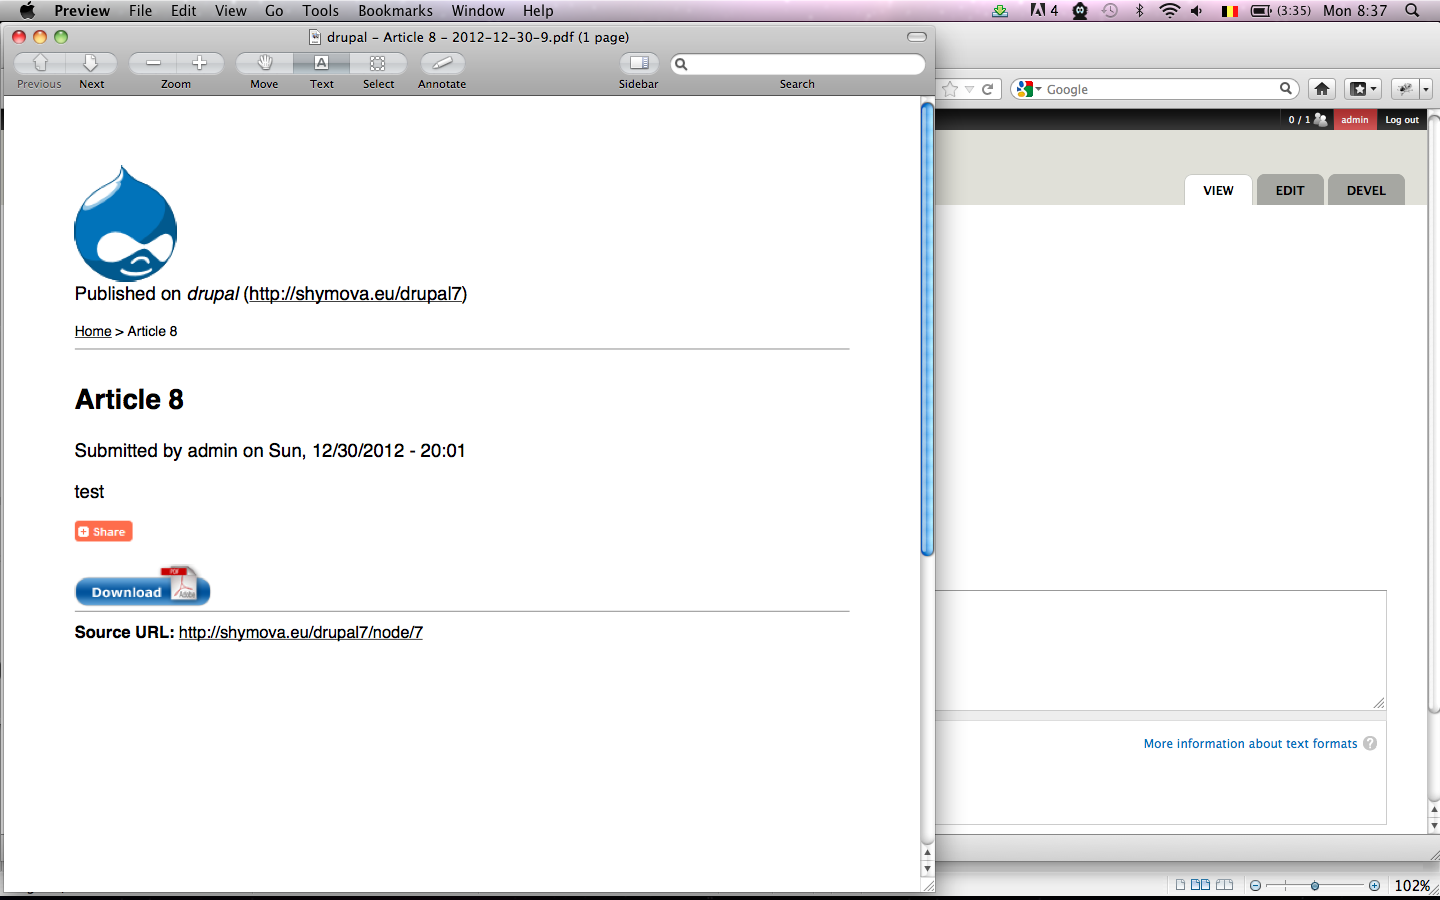 Preview File Edit View Go Tools Bookmarks Window Help 4 (3:35) Mon 8:37
drupal – Article 8 – 2012-12-30-9.pdf (1 page)
Previous Next Zoom Move Text Select Annotate Sidebar Search
Google
0 / 1 admin Log out
VIEW EDIT DEVEL
Published on drupal (http://shymova.eu/drupal7)
Home > Article 8
Article 8
Submitted by admin on Sun, 12/30/2012 - 20:01
test
Share
PDF
Download
Adobe
Source URL: http://shymova.eu/drupal7/node/7
More information about text formats ?
102%